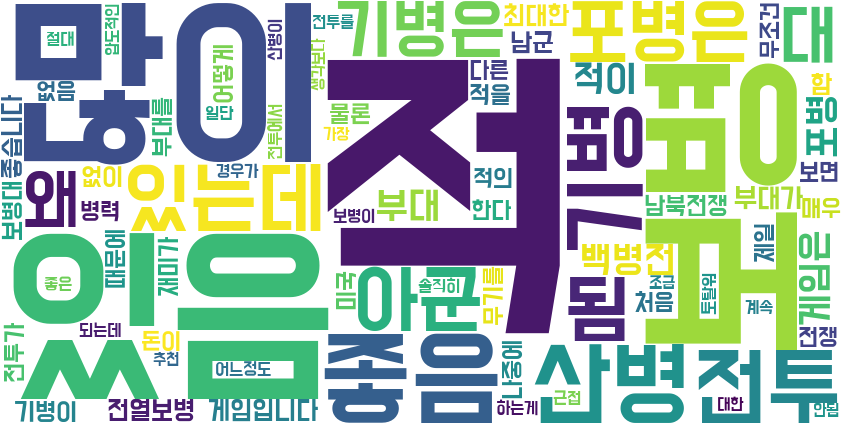 많이
절대
압도적인
어떻게
일단
산병이
전투를
생각보다
전투에서
기병은
최대한
남군
포병은
무조건
대
없음
부대를
좋습니다
물론
가장
다른
적을
적이
함
포병
보병
적
기병
왜
없이
병력
있는데
경우가
보병이
부대
적의
한다
남북전쟁
부대가
보면
매우
보병대
때문에
재미가
있음
좋은
미국
아군
솔직히
무기를
백병전
됨
처음
조금
토탈워
제일
계속
게임은
전쟁
전투가
되는데
돈이
추천
어느정도
좋음
나중에
산병
근접
전투
대한
안됨
기병이
전열보병
게임입니다
하는게